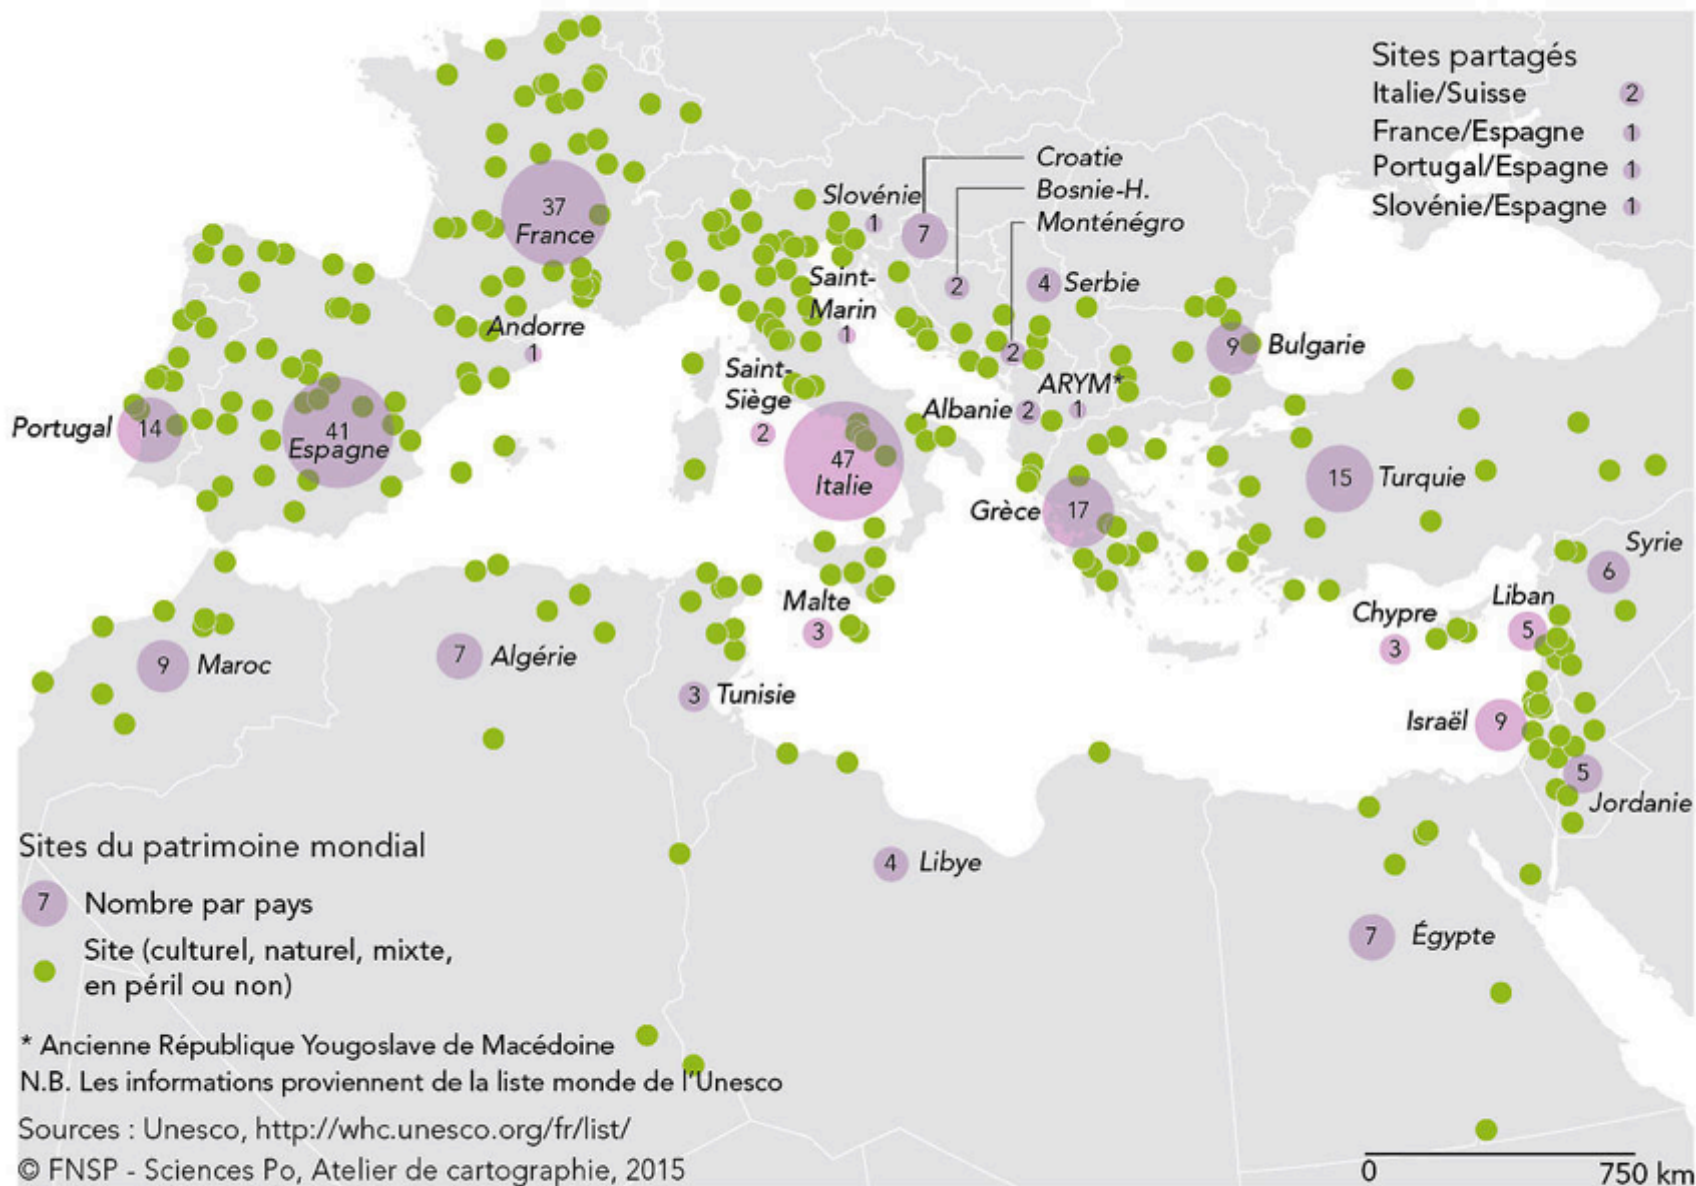 Sites partagés
Italie/Suisse 2
France/Espagne 1
Portugal/Espagne 1
Slovénie/Espagne 1
Croatie
Bosnie-H.
Monténégro
Slovénie
1
7
37
France
2
4 Serbie
Saint-
Marin
1
Andorre
1
2
9 Bulgarie
Saint-
Siège
2
ARYM*
Albanie 2
1
Portugal 14
41
Espagne
47
Italie
Grèce 17
15 Turquie
Syrie
6
Malte
3
Chypre
3
Liban
5
9 Maroc
7 Algérie
3 Tunisie
Israël 9
5
Jordanie
4 Libye
7 Égypte
Sites du patrimoine mondial
7 Nombre par pays
Site (culturel, naturel, mixte,
en péril ou non)
* Ancienne République Yougoslave de Macédoine
N.B. Les informations proviennent de la liste monde de l'Unesco
Sources : Unesco, http://whc.unesco.org/fr/list/
© FNSP - Sciences Po, Atelier de cartographie, 2015
0 750 km